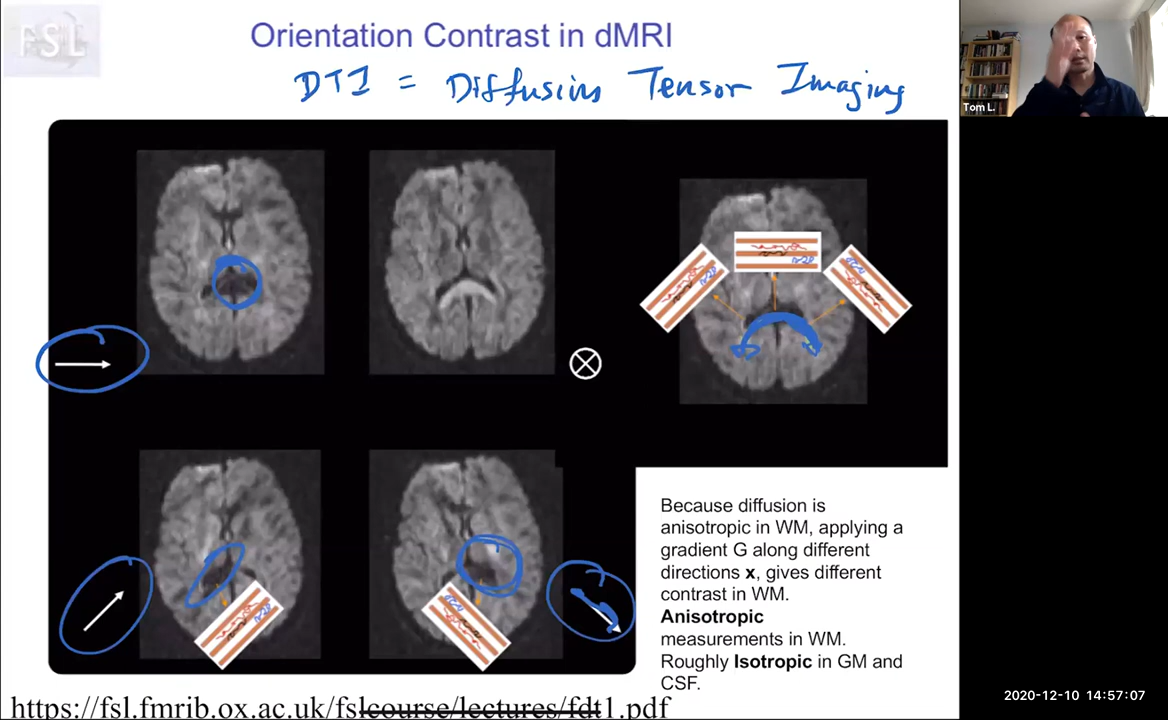 FSL
Orientation Contrast in dMRI
DTI = Diffusion Tensor Imaging
Tom L.
Because diffusion is
anisotropic in WM, applying a
gradient G along different
directions x, gives different
contrast in WM.
Anisotropic
measurements in WM.
Roughly Isotropic in GM and
CSF.
2020-12-10 14:57:07
https://fsl.fmrib.ox.ac.uk/fslcourse/lectures/fdt1.pdf